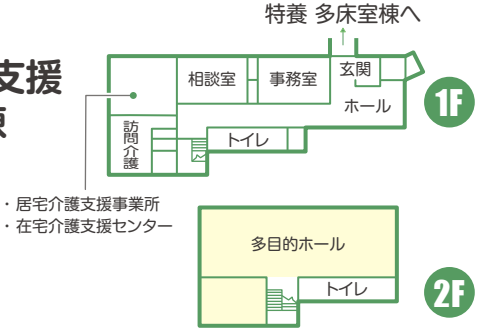 特養 多床室棟へ
支援
相談室
事務室
玄関
ホール
1F
訪問介護
トイレ
・居宅介護支援事業所
・在宅介護支援センター
多目的ホール
トイレ
2F